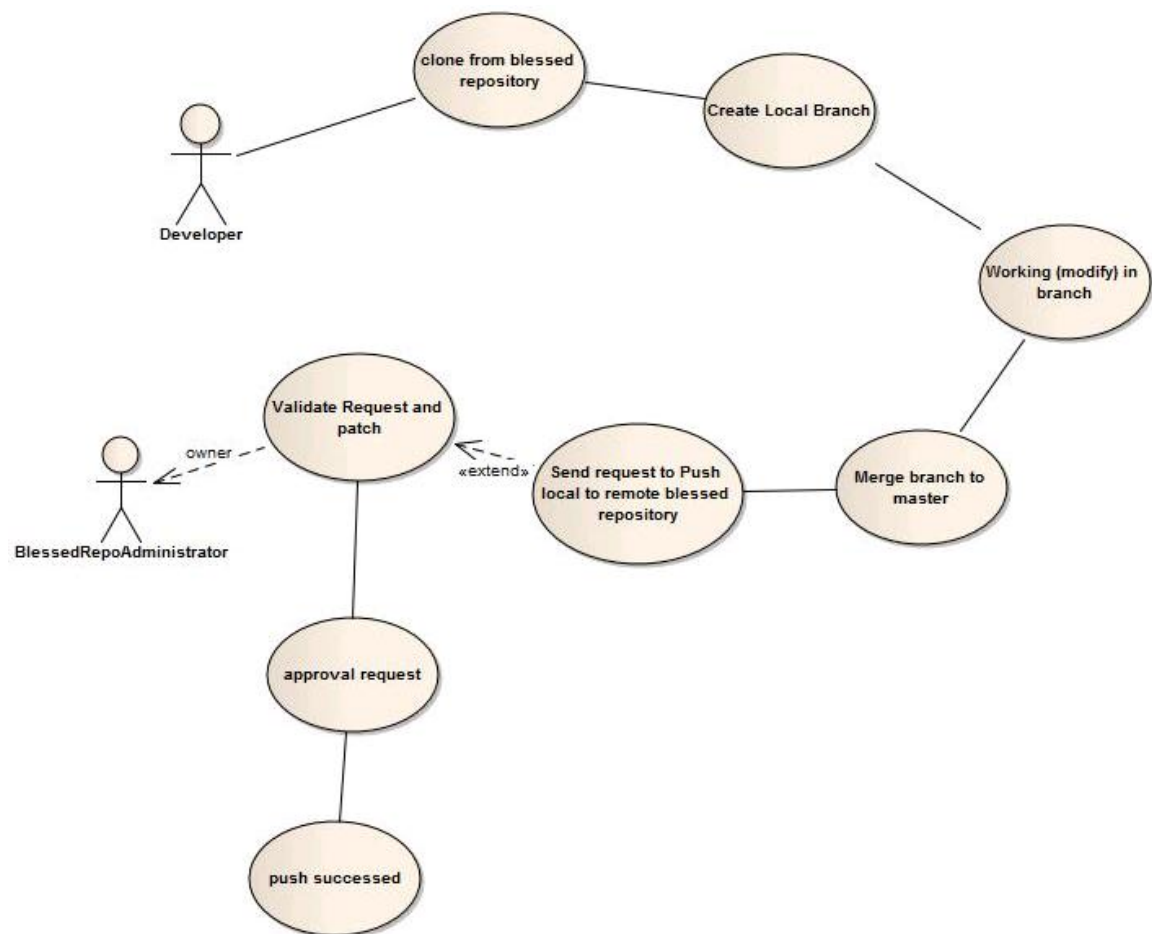 clone from blessed
repository
Create Local Branch
Developer
Working (modify) in
branch
Validate Request and
patch
owner
«extend»
Send request to Push
local to remote blessed
repository
Merge branch to
master
BlessedRepoAdministrator
approval request
push successed